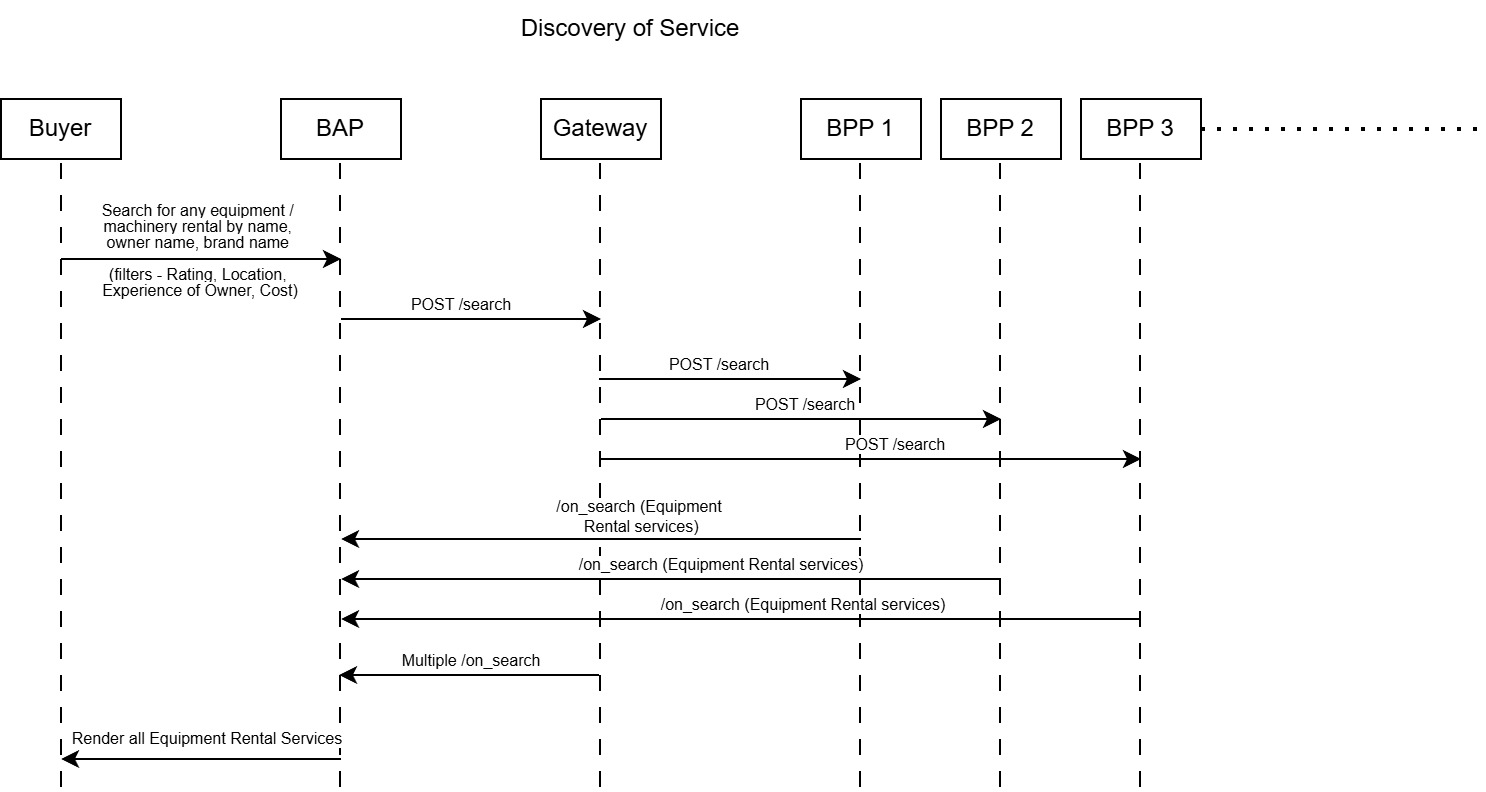 Discovery of Service
Buyer
BAP
Gateway
BPP 1
BPP 2
BPP 3
Search for any equipment /
machinery rental by name,
owner name, brand name
(filters - Rating, Location,
Experience of Owner, Cost)
POST /search
POST /search
POST /search
POST /search
/on_search (Equipment
Rental services)
/on_search (Equipment Rental services)
/on_search (Equipment Rental services)
Multiple /on_search
Render all Equipment Rental Services